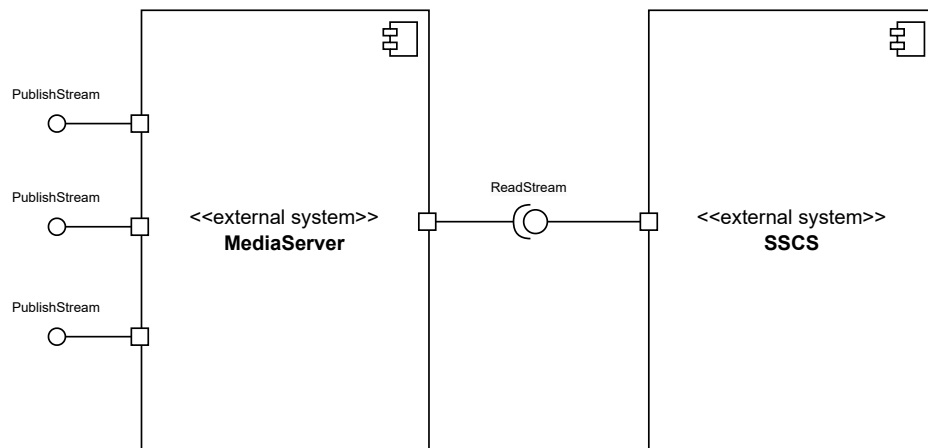 PublishStream
PublishStream
PublishStream
<<external system>>
MediaServer
ReadStream
<<external system>>
SSCS